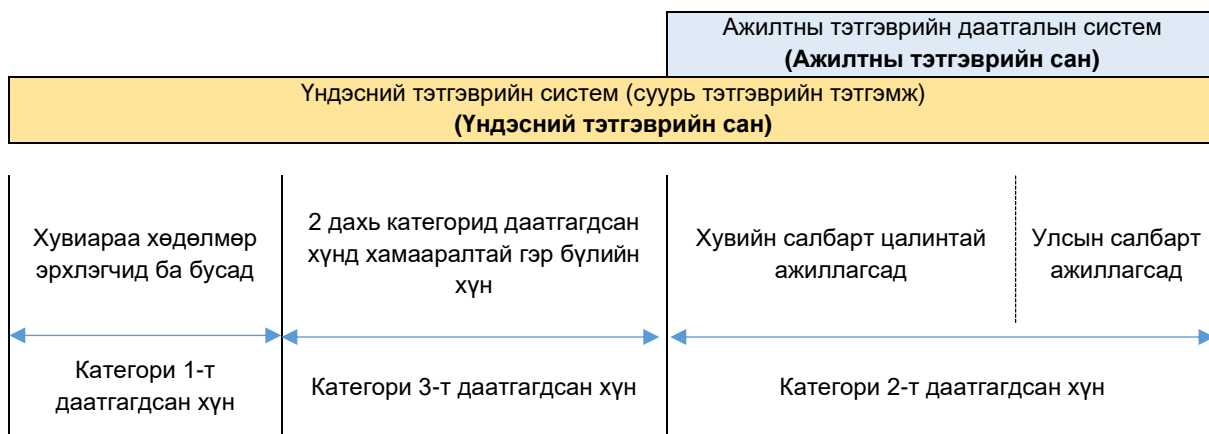 Ажилтны тэтгэврийн даатгалын систем
(Ажилтны тэтгэврийн сан)
Үндэсний тэтгэврийн систем (суурь тэтгэврийн тэтгэмж)
(Үндэсний тэтгэврийн сан)
Хувиараа хөдөлмөр
эрхлэгчид ба бусад
2 дахь категорид даатгагдсан
хүнд хамааралтай гэр бүлийн
хүн
Хувийн салбарт цалинтай
ажиллагсад
Улсын салбарт
ажиллагсад
Категори 1-т
даатгагдсан хүн
Категори 3-т даатгагдсан хүн
Категори 2-т даатгагдсан хүн